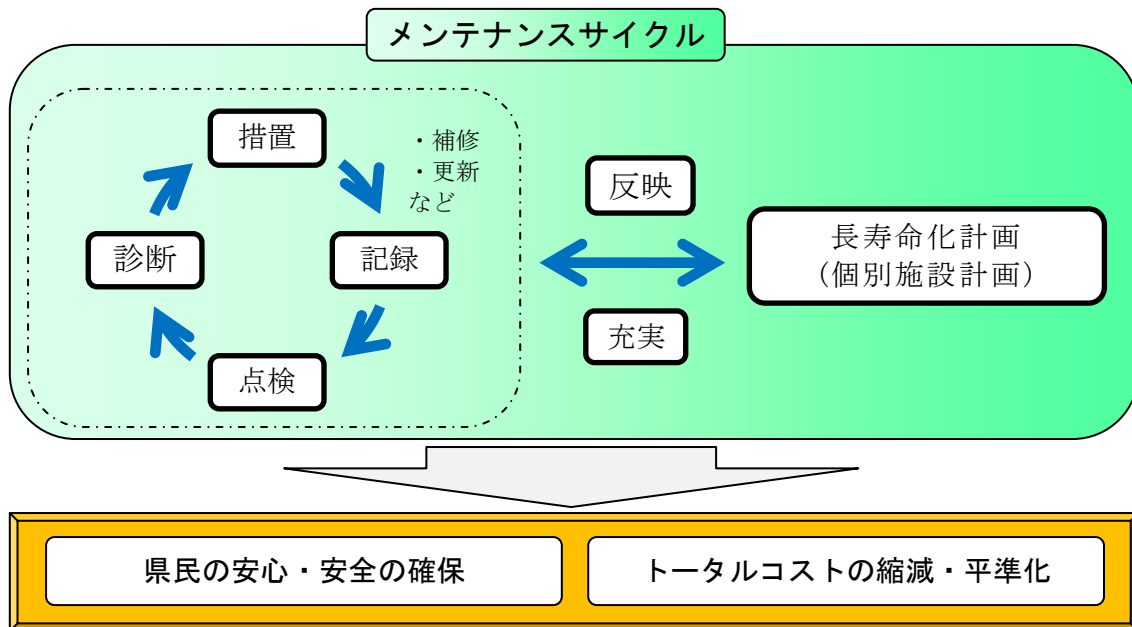 メンテナンスサイクル
措置
・補修
・更新
など
診断
記録
点検
反映
充実
長寿命化計画
（個別施設計画）
県民の安心・安全の確保
トータルコストの縮減・平準化